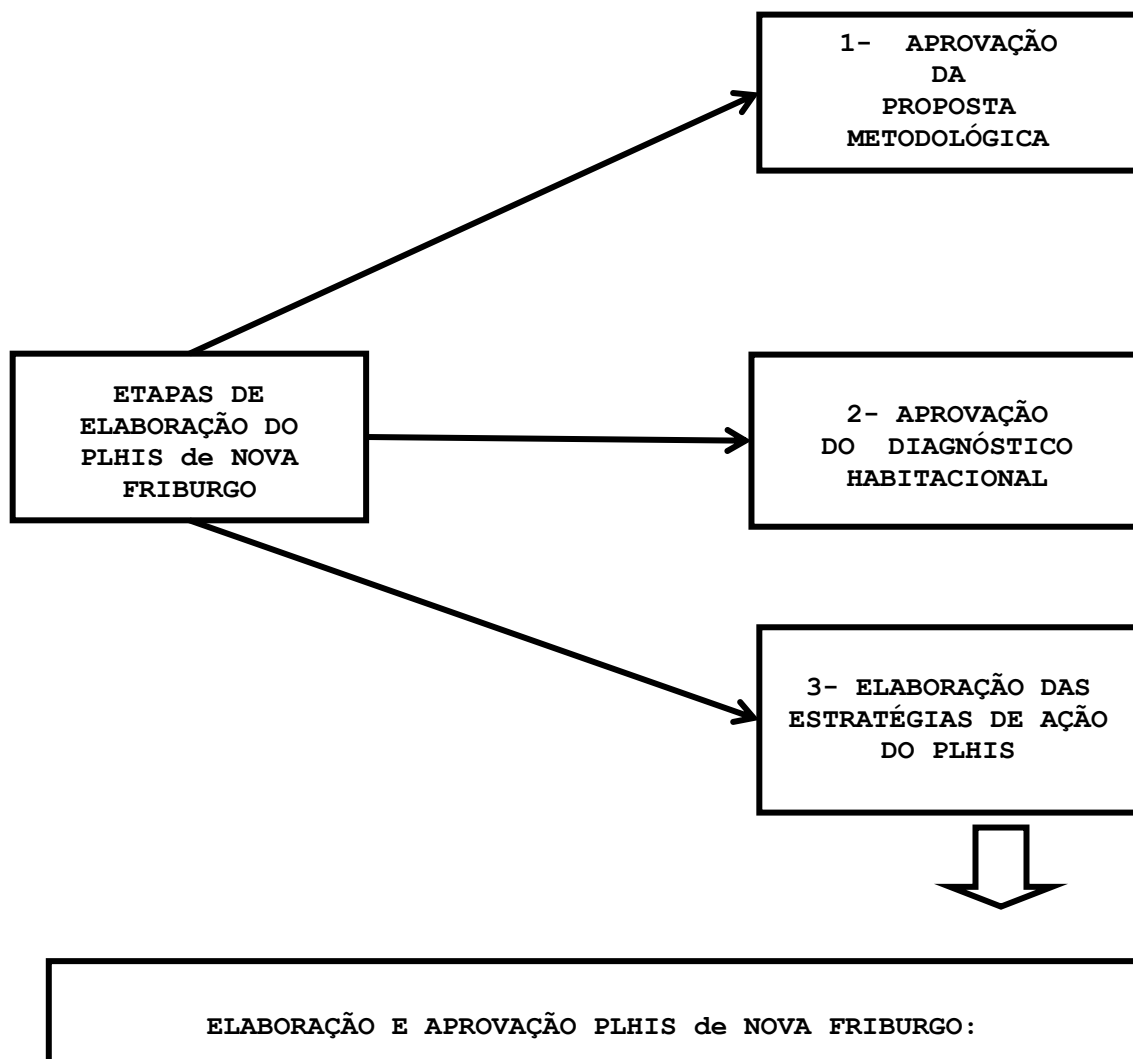 1- APROVAÇÃO
DA
PROPOSTA
METODOLÓGICA
ETAPAS DE
ELABORAÇÃO DO
PLHIS de NOVA
FRIBURGO
2- APROVAÇÃO
DO DIAGNÓSTICO
HABITACIONAL
3- ELABORAÇÃO DAS
ESTRATÉGIAS DE AÇÃO
DO PLHIS
ELABORAÇÃO E APROVAÇÃO PLHIS de NOVA FRIBURGO: